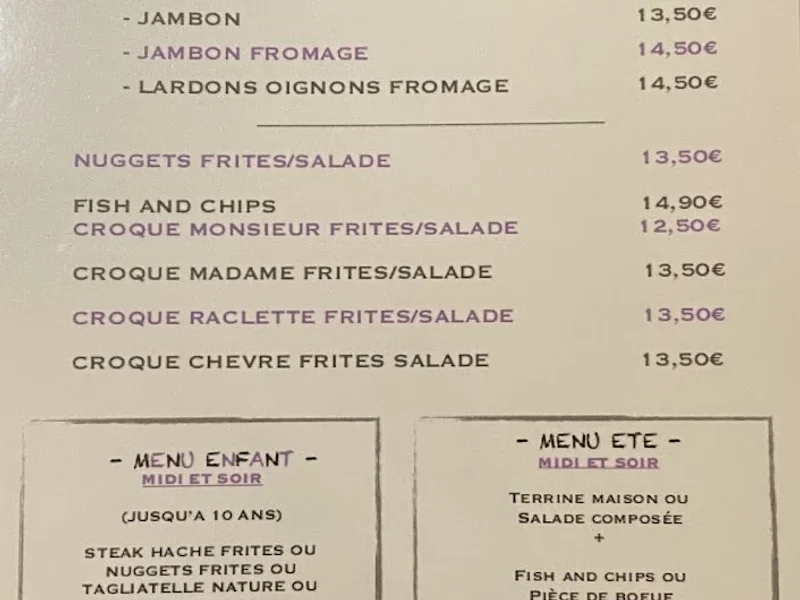 - JAMBON 13,50€
- JAMBON FROMAGE 14,50€
- LARDONS OIGNONS FROMAGE 14,50€
NUGGETS FRITES/SALADE 13,50€
FISH AND CHIPS 14,90€
CROQUE MONSIEUR FRITES/SALADE 12,50€
CROQUE MADAME FRITES/SALADE 13,50€
CROQUE RACLETTE FRITES/SALADE 13,50€
CROQUE CHEVRE FRITES SALADE 13,50€
- MENU ENFANT -
MIDI ET SOIR
(JUSQU'A 10 ANS)
STEAK HACHE FRITES OU
NUGGETS FRITES OU
TAGLIATELLE NATURE OU
- MENU ETE -
MIDI ET SOIR
TERRINE MAISON OU
SALADE COMPOSÉE
+
FISH AND CHIPS OU
PIÈCE DE BOEUF